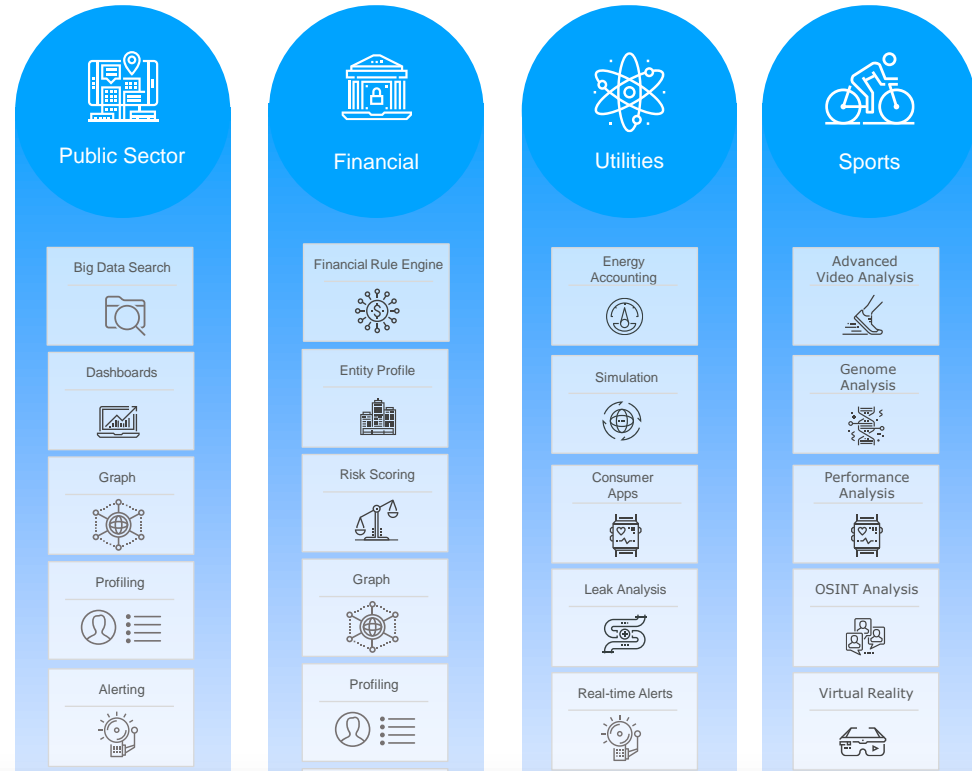 Public Sector
Big Data Search
Dashboards
Graph
Profiling
Alerting
Financial
Financial Rule Engine
Entity Profile
Risk Scoring
Graph
Profiling
Utilities
Energy
Accounting
Simulation
Consumer
Apps
Leak Analysis
Real-time Alerts
Sports
Advanced
Video Analysis
Genome
Analysis
Performance
Analysis
OSINT Analysis
Virtual Reality